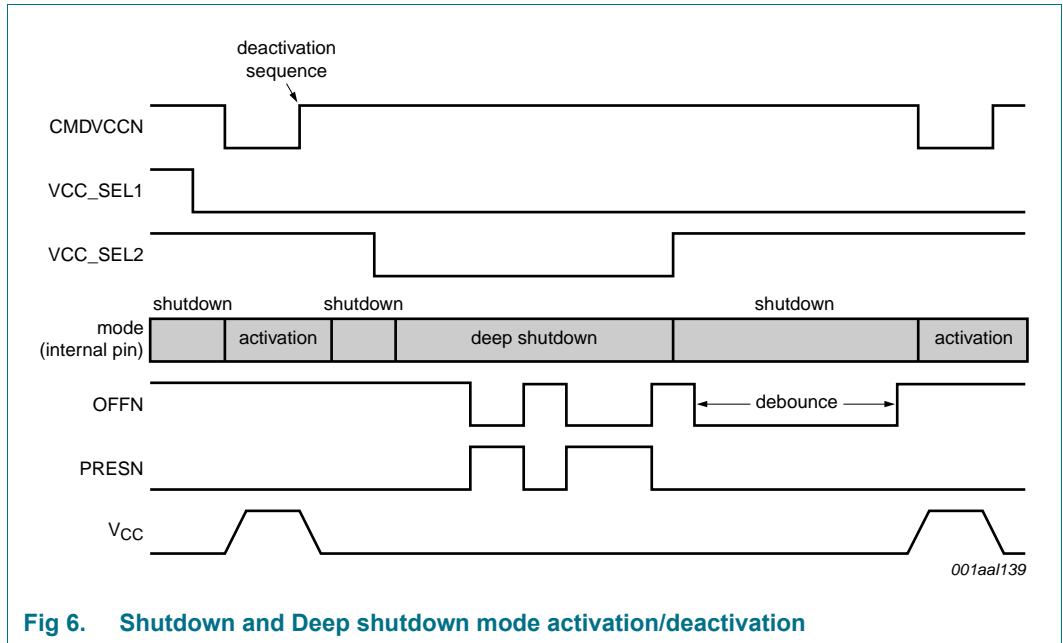 deactivation
sequence
CMDVCCN
VCC_SEL1
VCC_SEL2
shutdown
shutdown
shutdown
mode
(internal pin)
activation
deep shutdown
activation
OFFN
debounce
PRESN
VCC
001aal139
Fig 6. Shutdown and Deep shutdown mode activation/deactivation